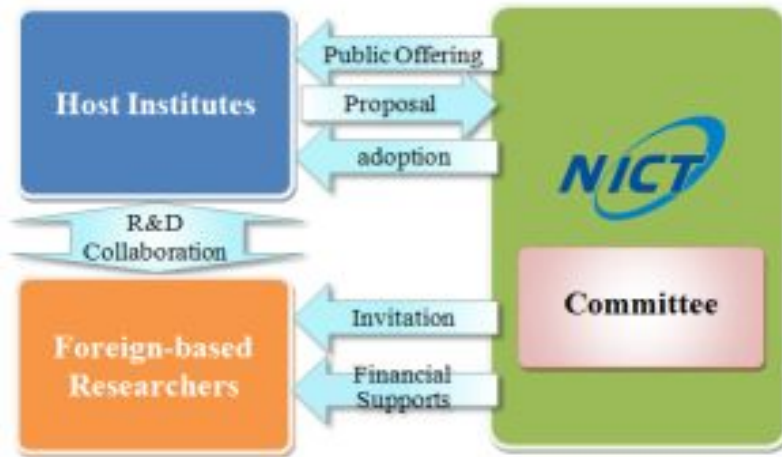 Host Institutes
Public Offering
Proposal
adoption
NICT
R&D
Collaboration
Committee
Foreign-based
Researchers
Invitation
Financial
Supports